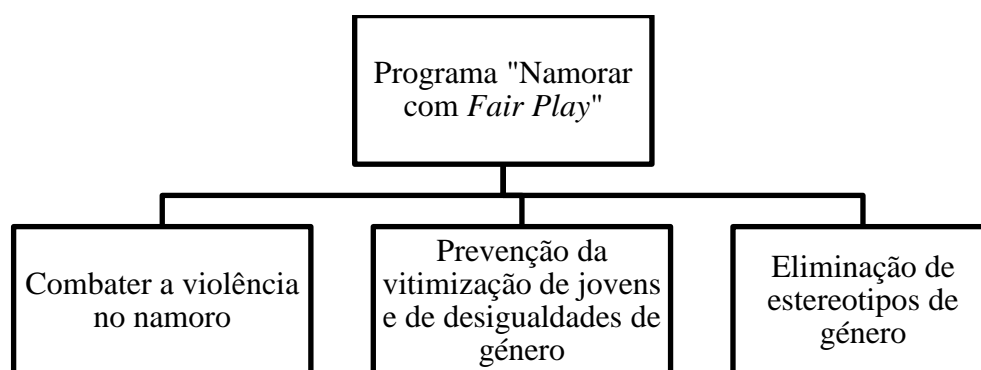 Programa "Namorar
com Fair Play"
Combater a violência
no namoro
Prevenção da
vitimização de jovens
e de desigualdades de
género
Eliminação de
estereotipos de
género